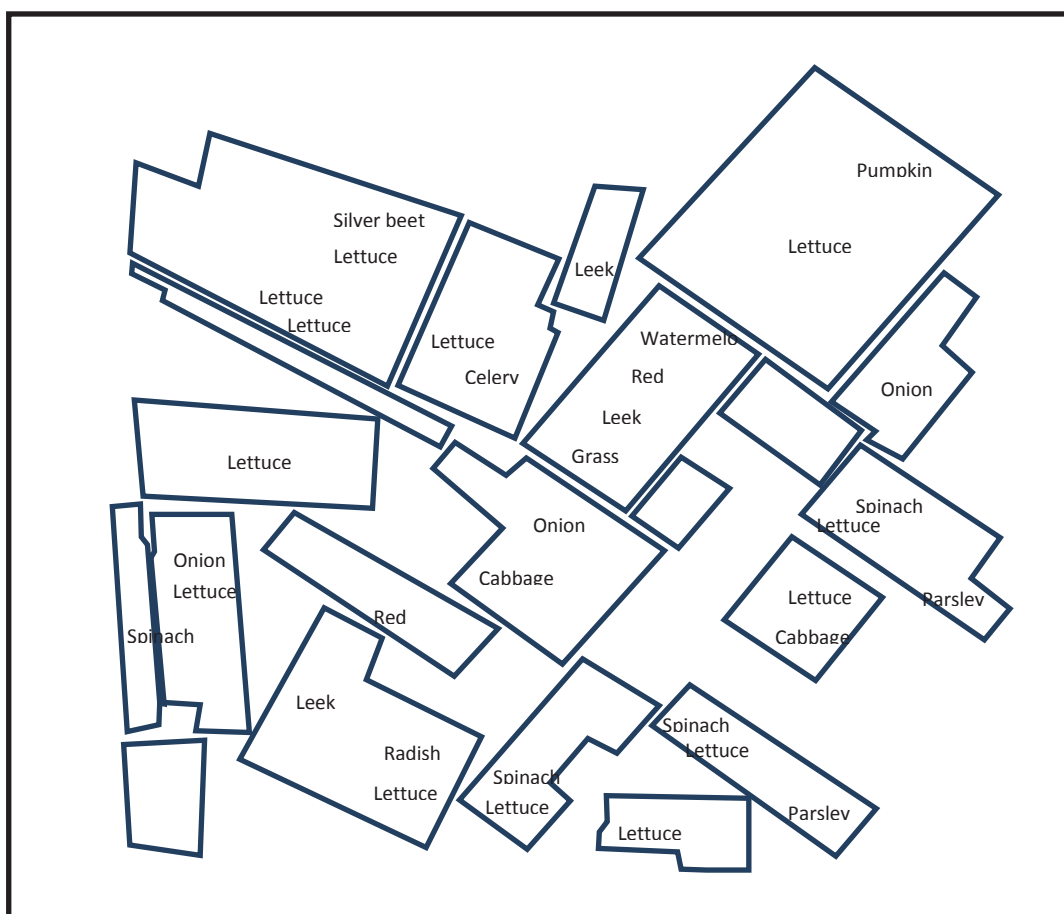 Pumpkin
Silver beet
Lettuce
Lettuce
Leek
Lettuce
Lettuce
Watermelo
Lettuce
Celery
Red
Onion
Leek
Grass
Lettuce
Spinach
Lettuce
Onion
Onion
Lettuce
Cabbage
Lettuce
Parsley
Red
Spinach
Cabbage
Leek
Spinach
Lettuce
Radish
Lettuce
Spinach
Lettuce
Parsley
Lettuce